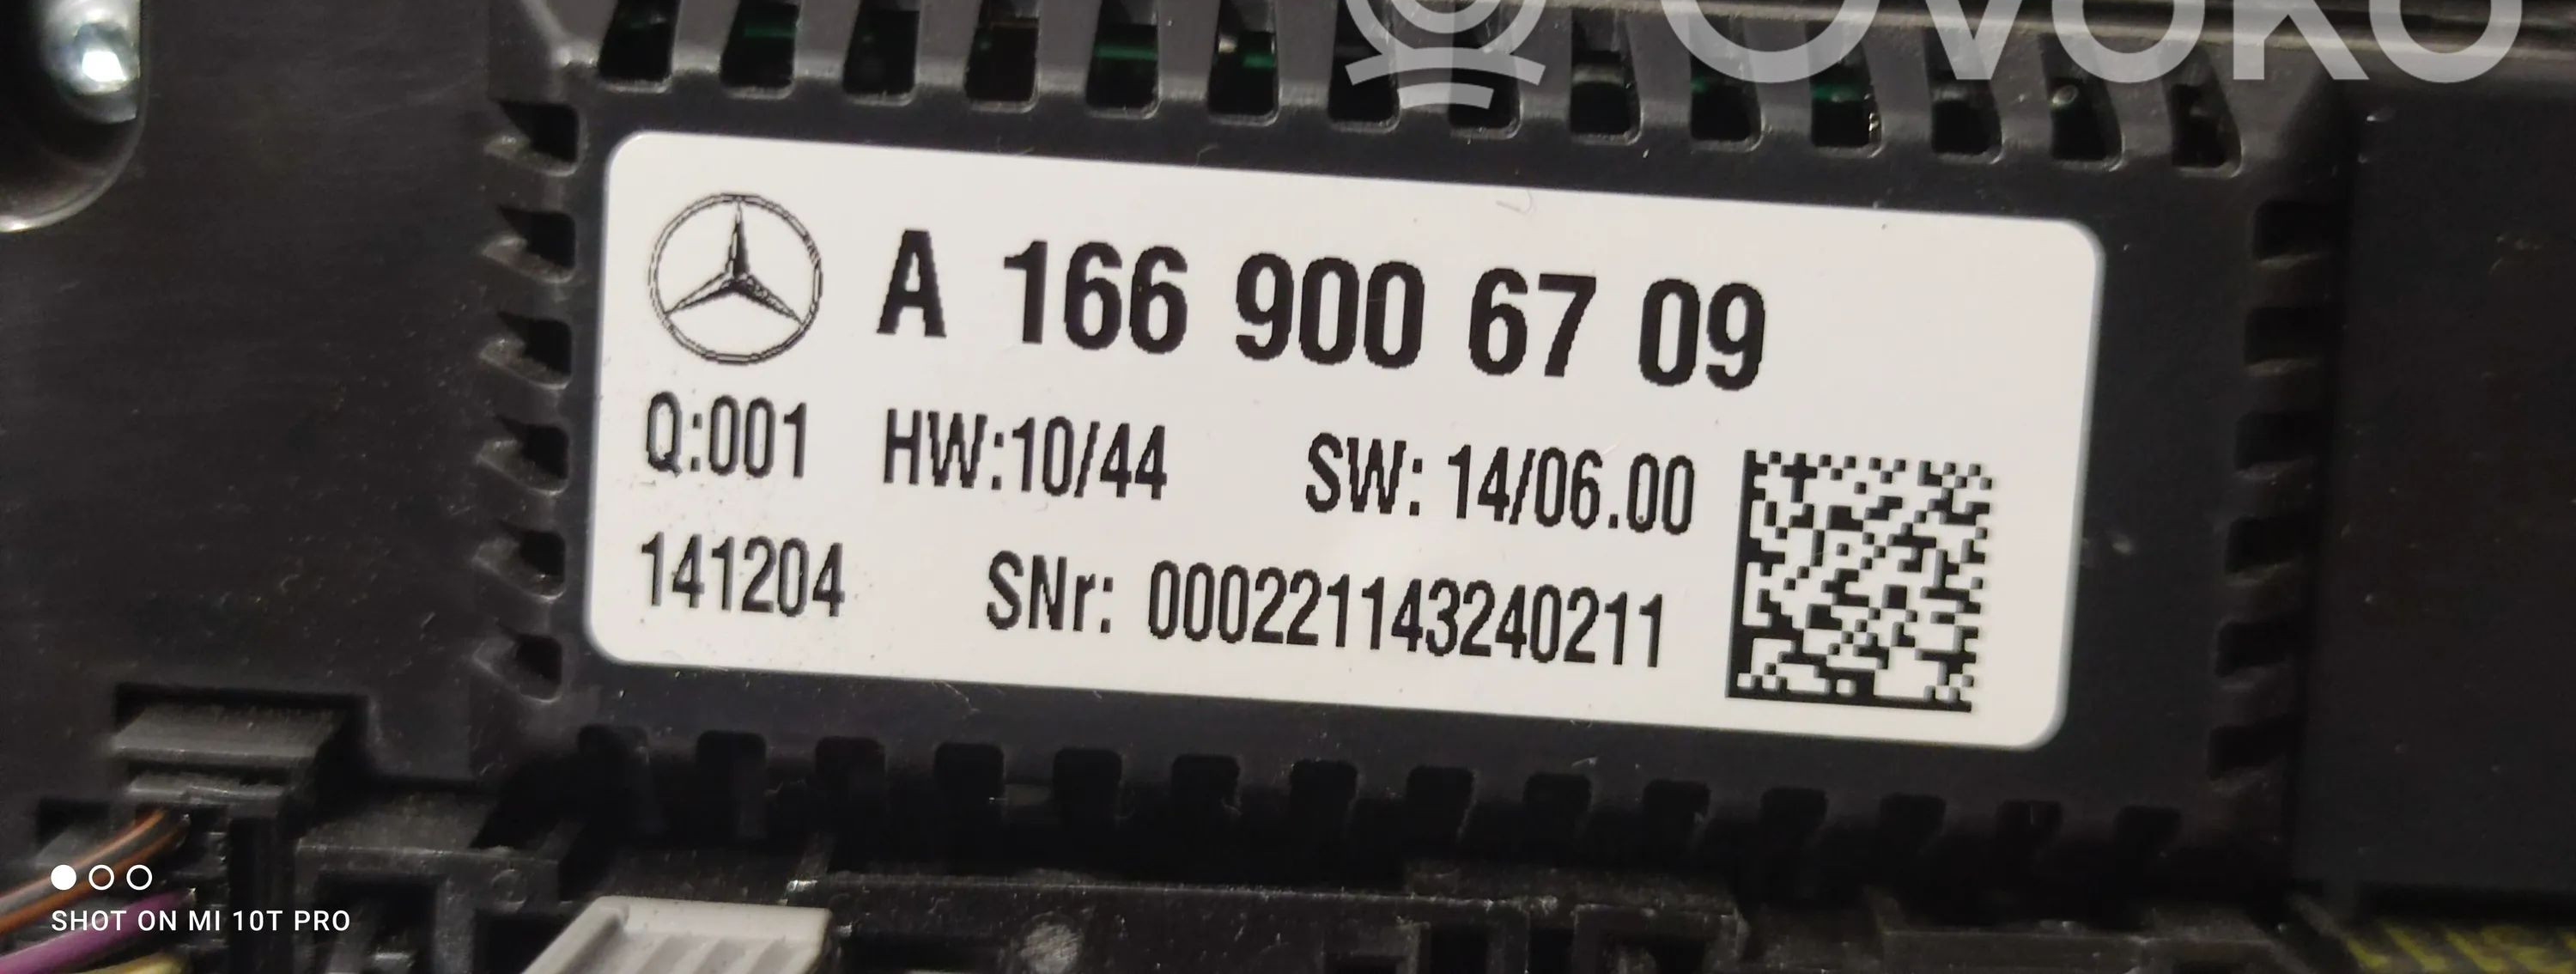 OVOKO
A 166 900 67 09
Q:001 HW:10/44 SW: 14/06.00
141204 SNr: 000221143240211
SHOT ON MI 10T PRO